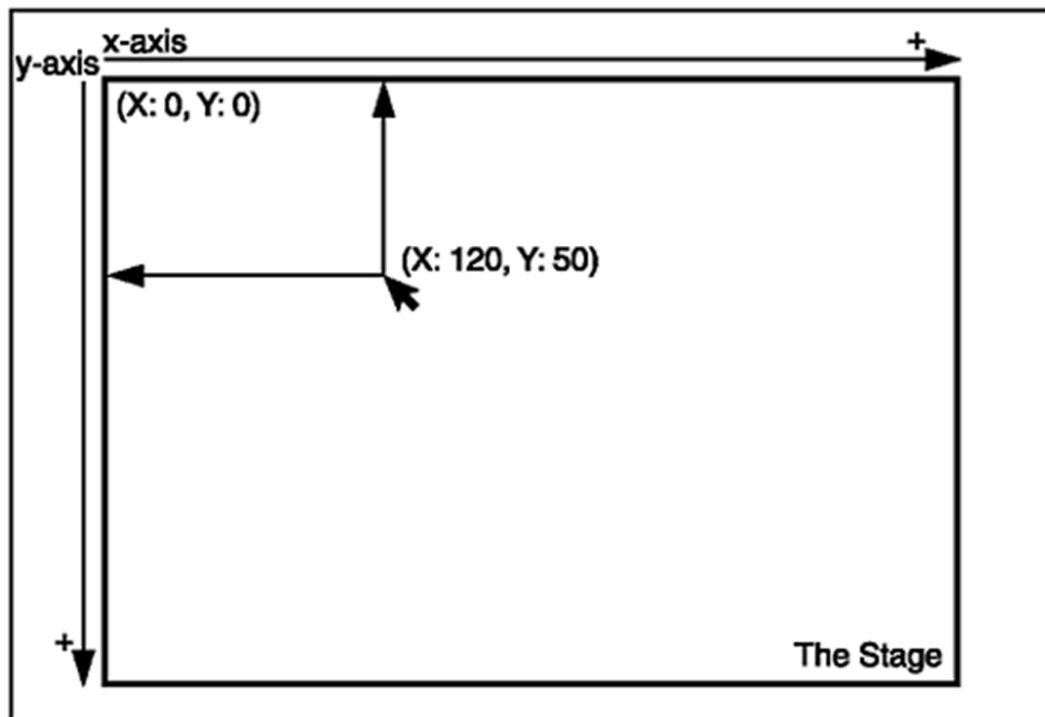 x-axis +
y-axis
(X: 0, Y: 0)
(X: 120, Y: 50)
+
The Stage